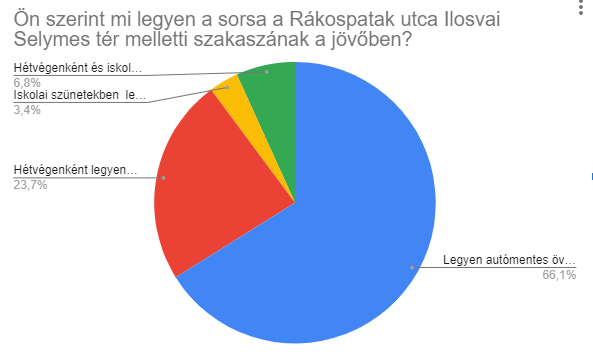 Ön szerint mi legyen a sorsa a Rákospatak utca Ilosvai
Selymes tér melletti szakaszának a jövőben?
Hétvégenként és iskol…
6,8%
Iskolai szünetekben le…
3,4%
Hétvégenként legyen…
23,7%
Legyen autómentes öv…
66,1%